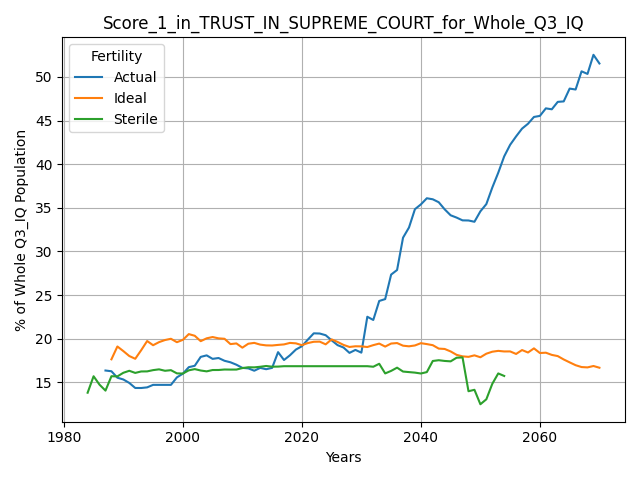 Score_1_in_TRUST_IN_SUPREME_COURT_for_Whole_Q3_IQ
Fertility
Actual
Ideal
Sterile
% of Whole Q3_IQ Population
50
45
40
35
30
25
20
15
1980
2000
2020
2040
2060
Years